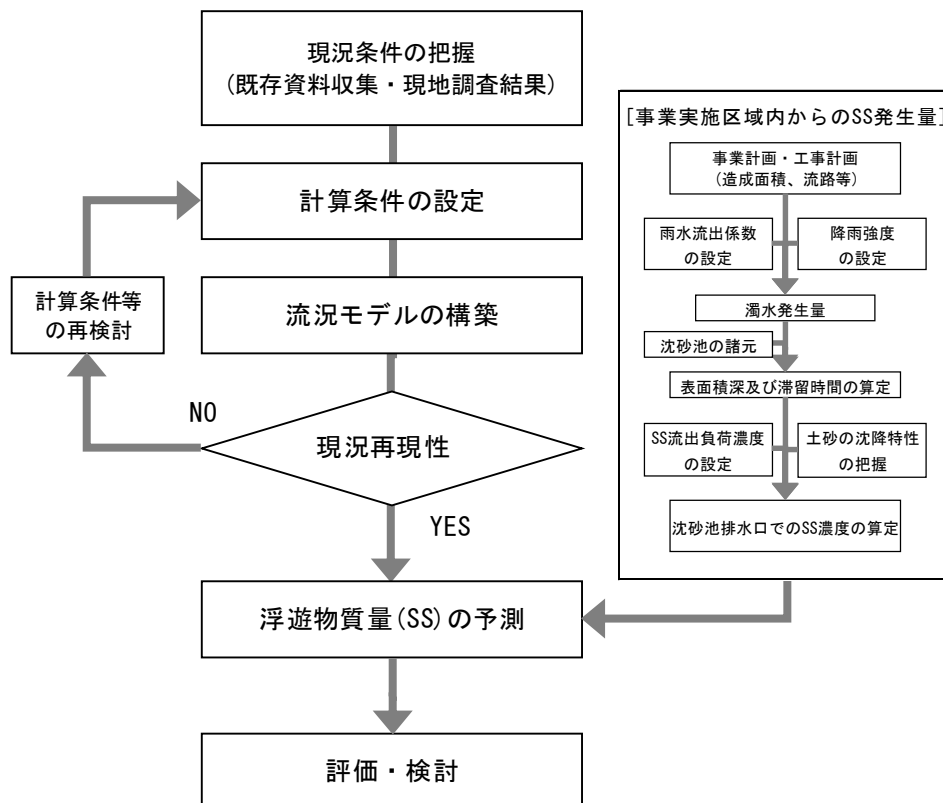 現況条件の把握
(既存資料収集・現地調査結果)
計算条件の設定
流況モデルの構築
計算条件等
の再検討
NO
現況再現性
YES
浮遊物質量(SS)の予測
評価・検討
[事業実施区域内からのSS発生量]
事業計画・工事計画
(造成面積、流路等)
雨水流出係数
の設定
降雨強度
の設定
濁水発生量
沈砂池の諸元
表面積深及び滞留時間の算定
SS流出負荷濃度
の設定
土砂の沈降特性
の把握
沈砂池排水口でのSS濃度の算定